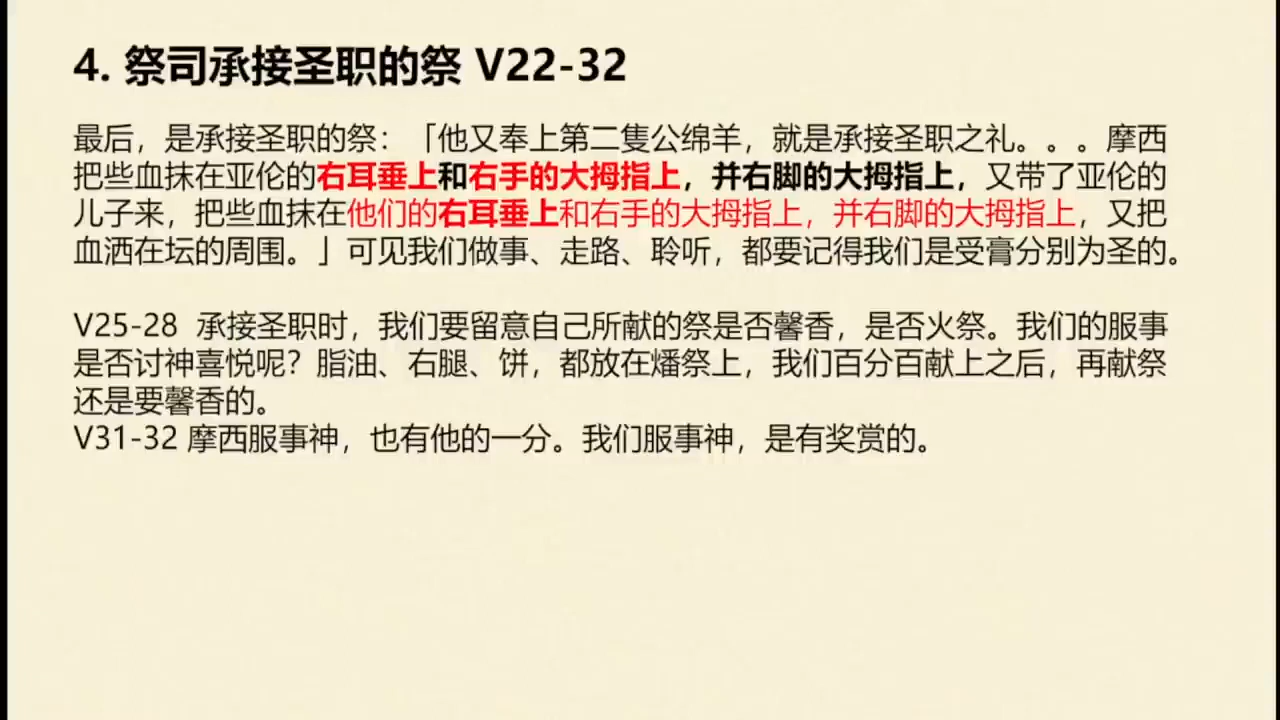 4. 祭司承接圣职的祭 V22-32
最后，是承接圣职的祭：「他又奉上第二隻公绵羊，就是承接圣职之礼。。。摩西
把些血抹在亚伦的右耳垂上和右手的大拇指上，并右脚的大拇指上，又带了亚伦的
儿子来，把些血抹在他们的右耳垂上和右手的大拇指上，并右脚的大拇指上，又把
血洒在坛的周围。」可见我们做事、走路、聆听，都要记得我们是受膏分别为圣的。
V25-28 承接圣职时，我们要留意自己所献的祭是否馨香，是否火祭。我们的服事
是否讨神喜悦呢？脂油、右腿、饼，都放在燔祭上，我们百分百献上之后，再献祭
还是要馨香的。
V31-32 摩西服事神，也有他的一分。我们服事神，是有奖赏的。